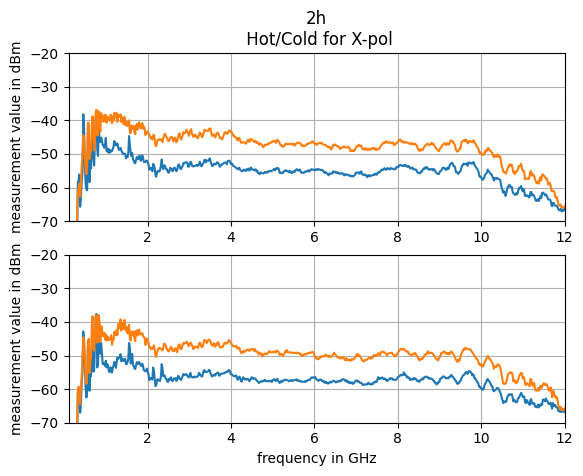 2h
Hot/Cold for X-pol
measurement value in dBm
−20
−30
−40
−50
−60
−70
2 4 6 8 10 12
measurement value in dBm
−20
−30
−40
−50
−60
−70
2 4 6 8 10 12
frequency in GHz